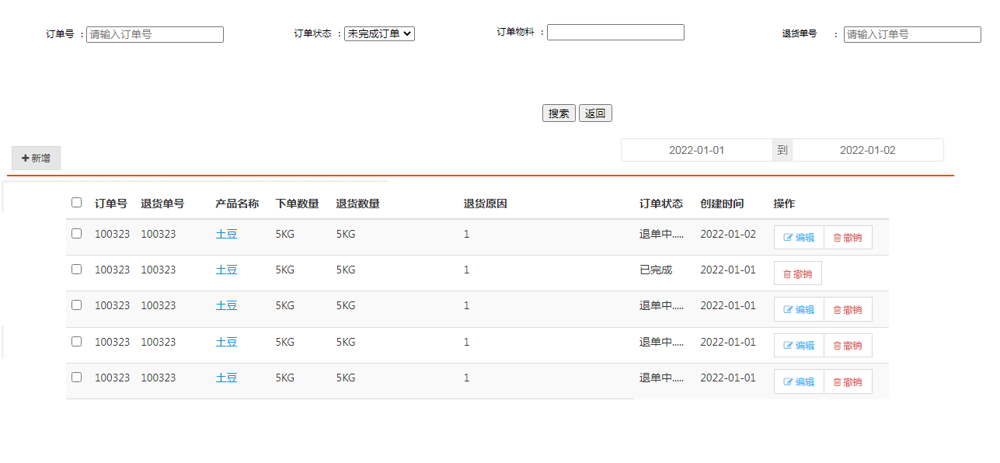 订单号 : 请输入订单号 订单状态 : 未完成订单 订单物料 : 退货单号 : 请输入订单号
搜索 返回
新增 2022-01-01 到 2022-01-02
订单号 退货单号 产品名称 下单数量 退货数量 退货原因 订单状态 创建时间 操作
100323 100323 土豆 5KG 5KG 1 退单中..... 2022-01-02 编辑 撤销
100323 100323 土豆 5KG 5KG 1 已完成 2022-01-01 撤销
100323 100323 土豆 5KG 5KG 1 退单中..... 2022-01-01 编辑 撤销
100323 100323 土豆 5KG 5KG 1 退单中..... 2022-01-01 编辑 撤销
100323 100323 土豆 5KG 5KG 1 退单中..... 2022-01-01 编辑 撤销